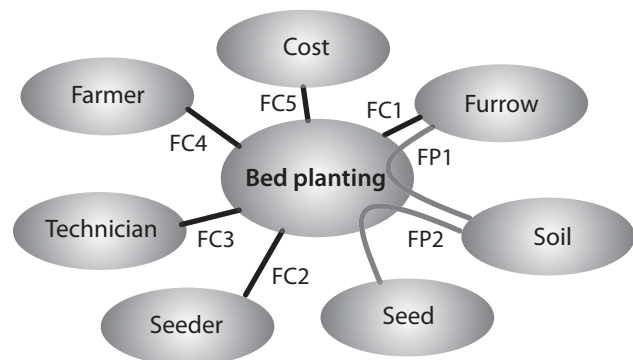 Cost
Farmer
FC5
FC1
Furrow
FC4
FP1
Bed planting
Technician
FC3
FP2
Soil
FC2
Seeder
Seed